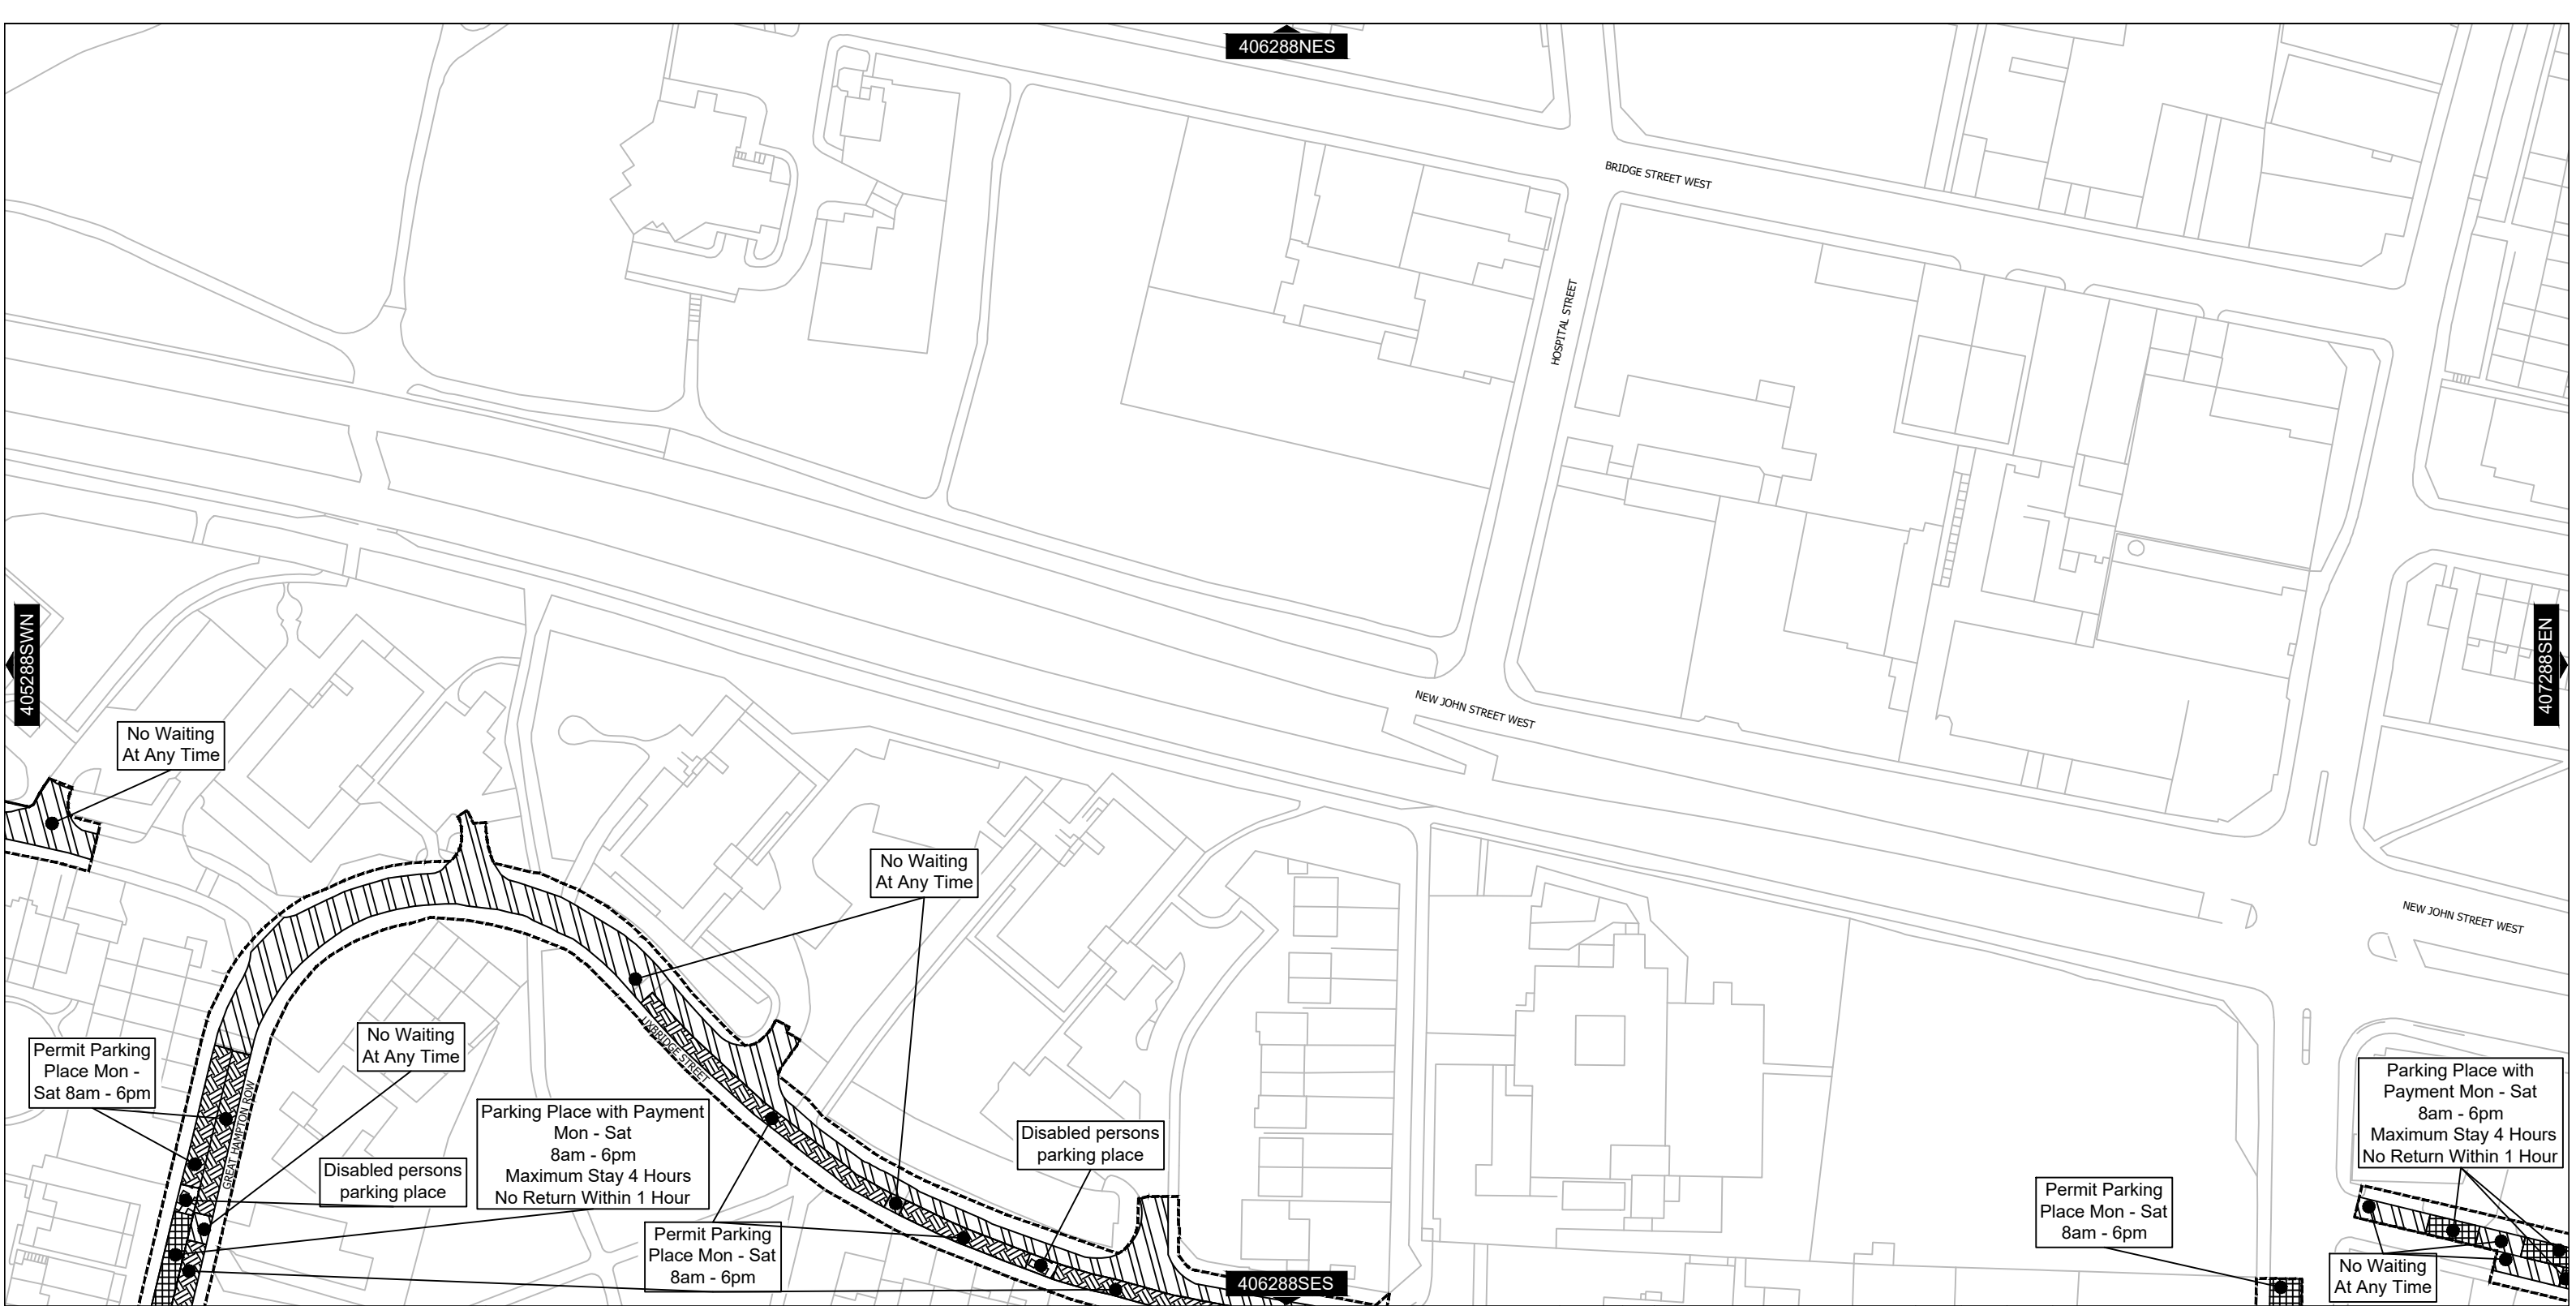 406288NES
BRIDGE STREET WEST
HOSPITAL STREET
405288SWN
407288SEN
NEW JOHN STREET WEST
No Waiting
At Any Time
No Waiting
At Any Time
NEW JOHN STREET WEST
UXBRIDGE STREET
No Waiting
At Any Time
Permit Parking
Place Mon -
Sat 8am - 6pm
GREAT HAMPTON ROW
Parking Place with Payment
Mon - Sat
8am - 6pm
Maximum Stay 4 Hours
No Return Within 1 Hour
Disabled persons
parking place
Disabled persons
parking place
Parking Place with
Payment Mon - Sat
8am - 6pm
Maximum Stay 4 Hours
No Return Within 1 Hour
Permit Parking
Place Mon - Sat
8am - 6pm
Permit Parking
Place Mon - Sat
8am - 6pm
No Waiting
At Any Time
406288SES